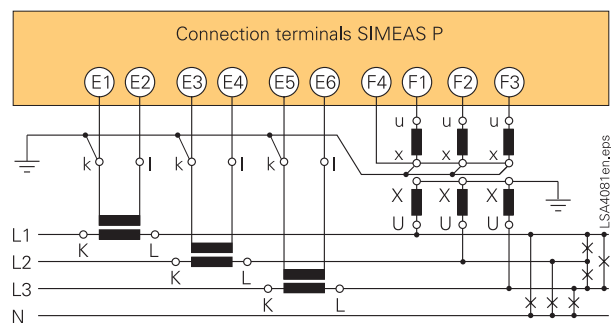 Connection terminals SIMEAS P
E1 E2 E3 E4 E5 E6 F4 F1 F2 F3
u u u
k l k l k l x x x
X X X
U U U
LSA4081en.eps
L1 K L
L2 K L
L3 K L
N